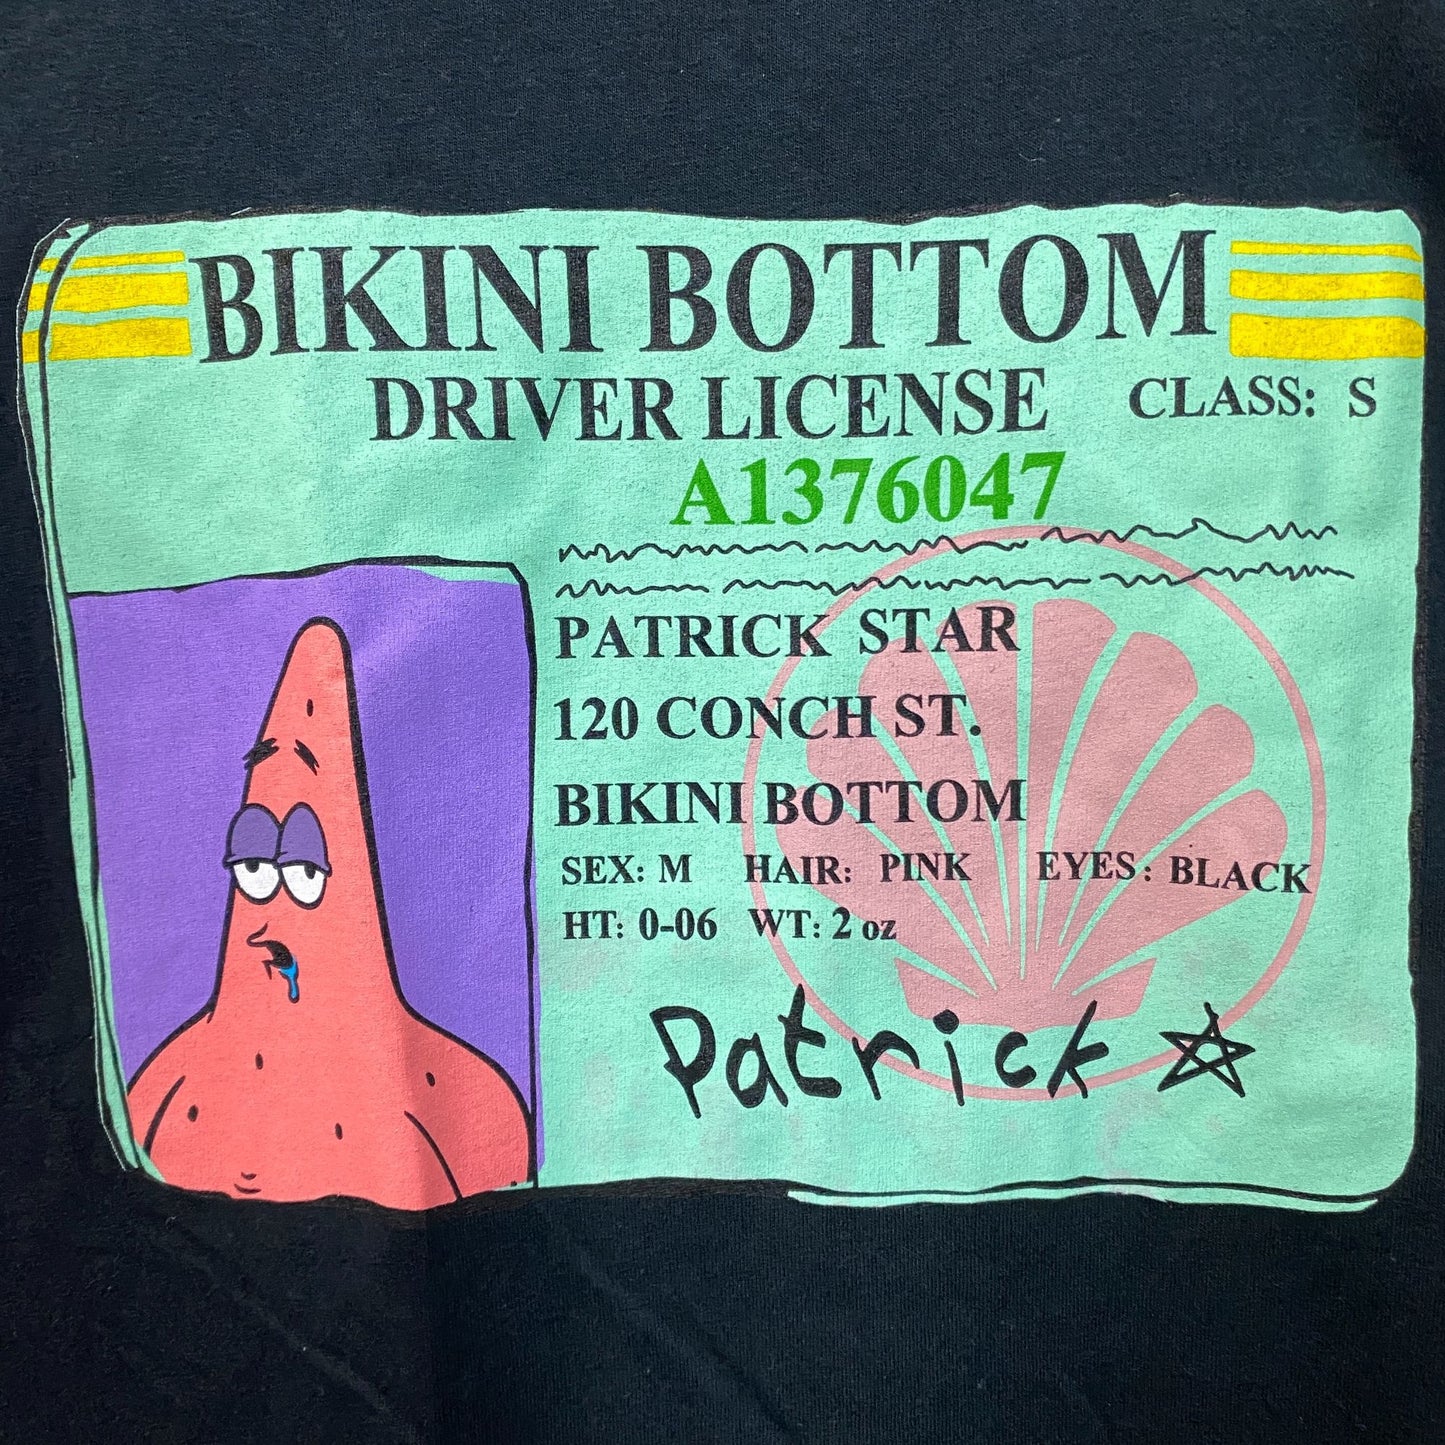 BIKINI BOTTOM
DRIVER LICENSE CLASS: S
A1376047
PATRICK STAR
120 CONCH ST.
BIKINI BOTTOM
SEX: M HAIR: PINK EYES: BLACK
HT: 0-06 WT: 2 oz
Patrick